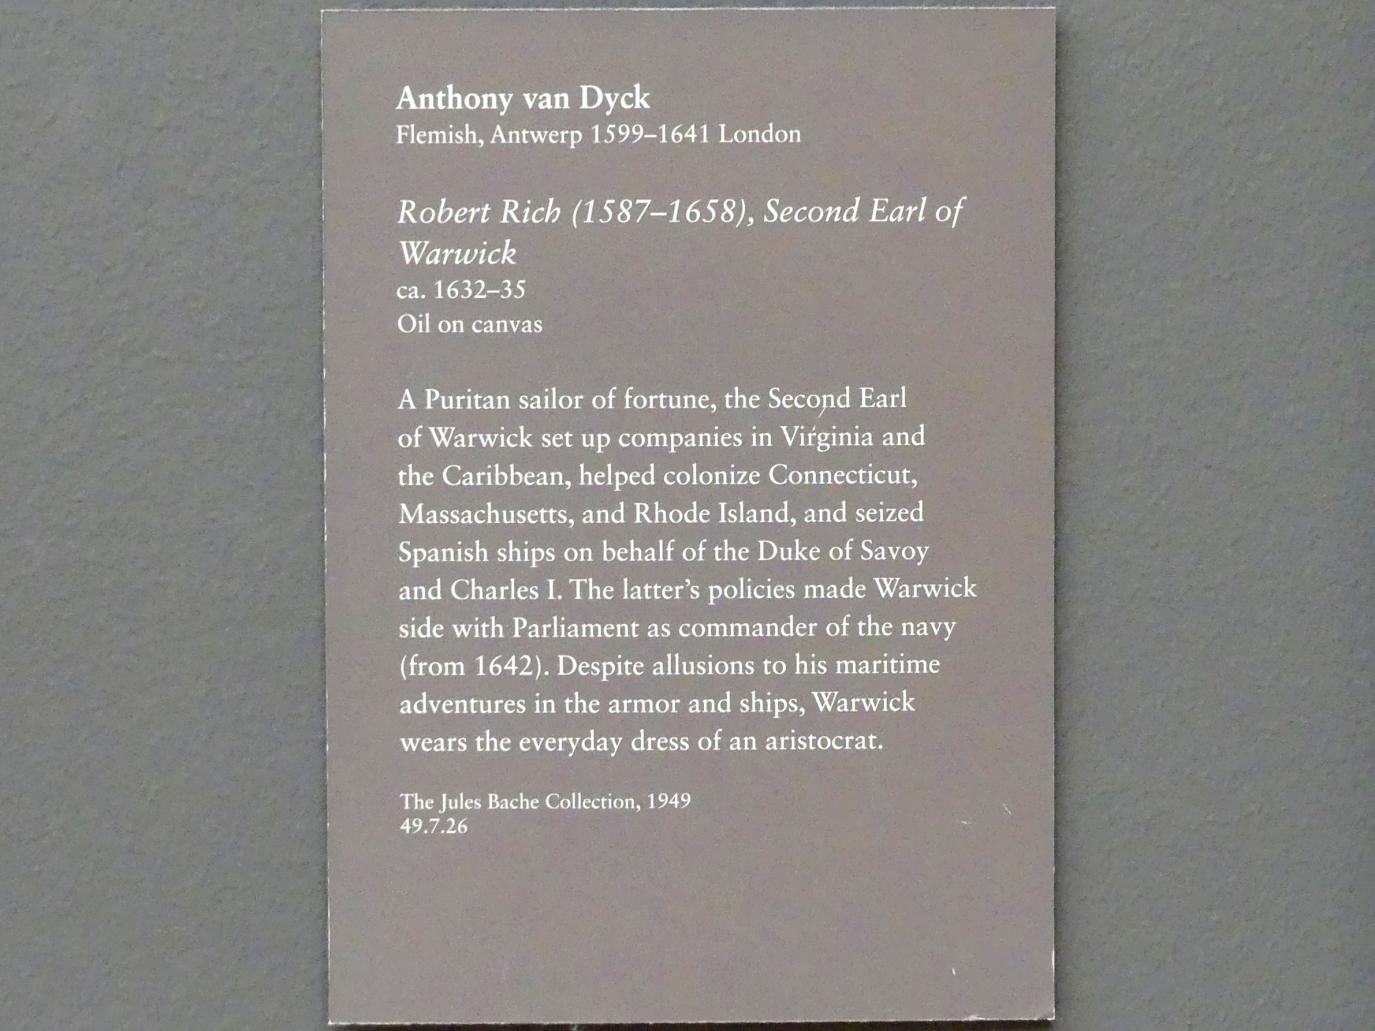 Anthony van Dyck
Flemish, Antwerp 1599–1641 London
Robert Rich (1587–1658), Second Earl of
Warwick
ca. 1632–35
Oil on canvas
A Puritan sailor of fortune, the Second Earl
of Warwick set up companies in Virginia and
the Caribbean, helped colonize Connecticut,
Massachusetts, and Rhode Island, and seized
Spanish ships on behalf of the Duke of Savoy
and Charles I. The latter’s policies made Warwick
side with Parliament as commander of the navy
(from 1642). Despite allusions to his maritime
adventures in the armor and ships, Warwick
wears the everyday dress of an aristocrat.
The Jules Bache Collection, 1949
49.7.26